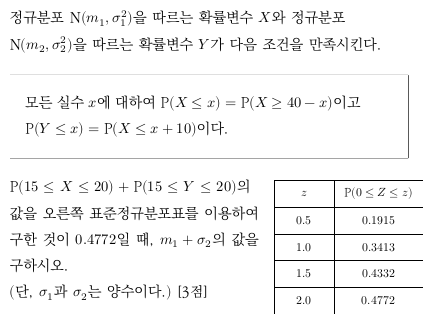 정규분포 N(m₁, σ₁²)을 따르는 확률변수 X와 정규분포
N(m₂, σ₂²)을 따르는 확률변수 Y가 다음 조건을 만족시킨다.
모든 실수 x에 대하여 P(X ≤ x) = P(X ≥ 40 − x)이고
P(Y ≤ x) = P(X ≤ x + 10)이다.
P(15 ≤ X ≤ 20) + P(15 ≤ Y ≤ 20)의
값을 오른쪽 표준정규분포표를 이용하여
구한 것이 0.4772일 때, m₁ + σ₂의 값을
구하시오.
(단, σ₁과 σ₂는 양수이다.) [3점]
z P(0 ≤ Z ≤ z)
0.5 0.1915
1.0 0.3413
1.5 0.4332
2.0 0.4772